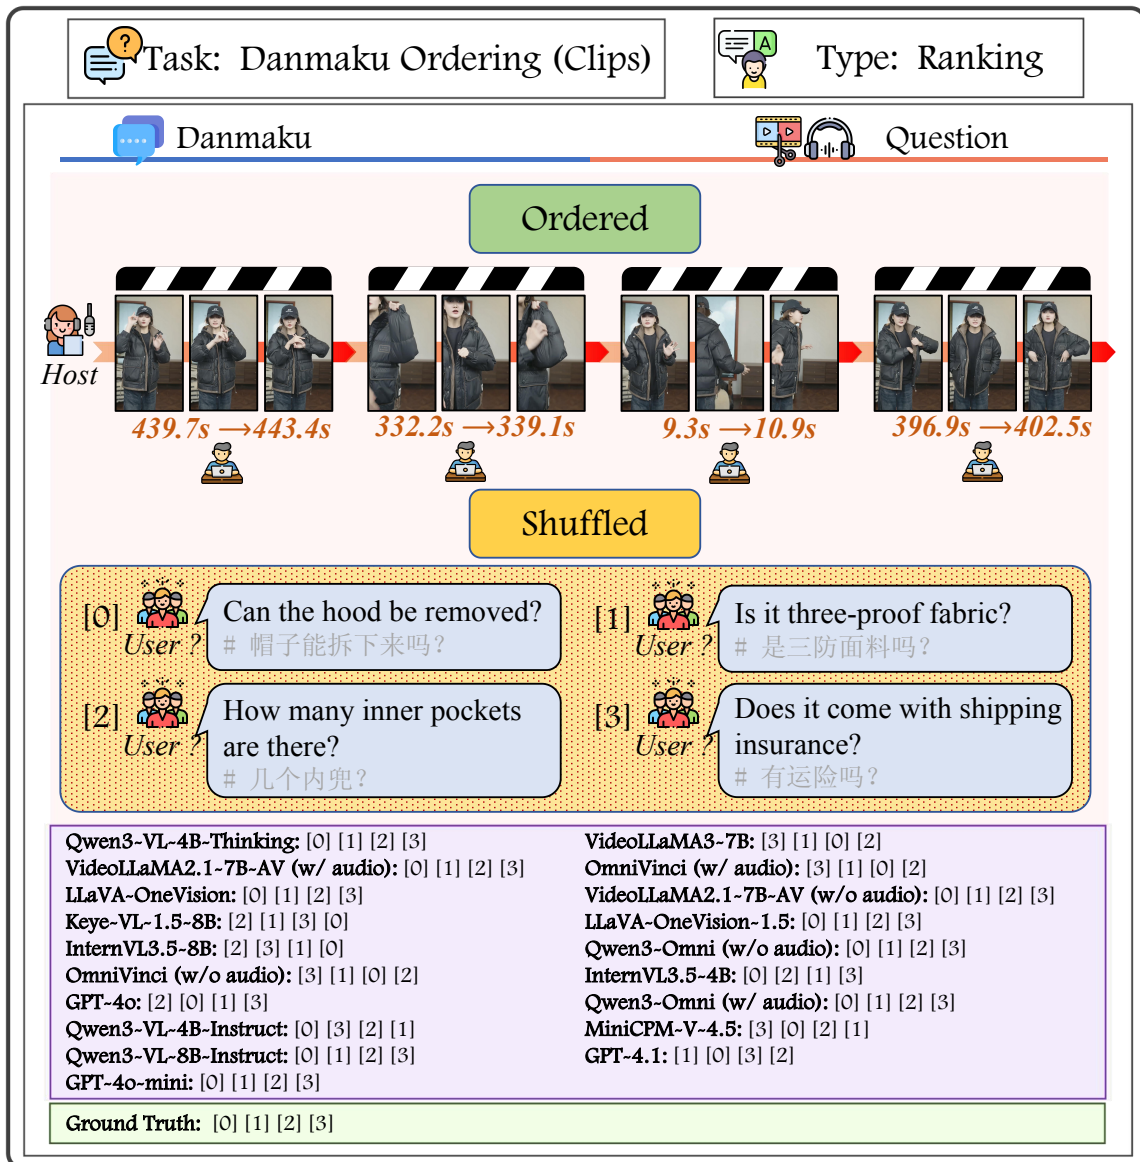 Task: Danmaku Ordering (Clips)
Type: Ranking
Danmaku
Question
Ordered
Host
439.7s →443.4s
332.2s →339.1s
9.3s →10.9s
396.9s →402.5s
Shuffled
[0]
User ?
Can the hood be removed?
# 帽子能拆下来吗？
[1]
User ?
Is it three-proof fabric?
# 是三防面料吗？
[2]
User ?
How many inner pockets
are there?
# 几个内兜？
[3]
User ?
Does it come with shipping
insurance?
# 有运险吗？
Qwen3-VL-4B-Thinking: [0] [1] [2] [3]
VideoLLaMA2.1-7B-AV (w/ audio): [0] [1] [2] [3]
LLaVA-OneVision: [0] [1] [2] [3]
Keye-VL-1.5-8B: [2] [1] [3] [0]
InternVL3.5-8B: [2] [3] [1] [0]
OmniVinci (w/o audio): [3] [1] [0] [2]
GPT-4o: [2] [0] [1] [3]
Qwen3-VL-4B-Instruct: [0] [3] [2] [1]
Qwen3-VL-8B-Instruct: [0] [1] [2] [3]
GPT-4o-mini: [0] [1] [2] [3]
VideoLLaMA3-7B: [3] [1] [0] [2]
OmniVinci (w/ audio): [3] [1] [0] [2]
VideoLLaMA2.1-7B-AV (w/o audio): [0] [1] [2] [3]
LLaVA-OneVision-1.5: [0] [1] [2] [3]
Qwen3-Omni (w/o audio): [0] [1] [2] [3]
InternVL3.5-4B: [0] [2] [1] [3]
Qwen3-Omni (w/ audio): [0] [1] [2] [3]
MiniCPM-V-4.5: [3] [0] [2] [1]
GPT-4.1: [1] [0] [3] [2]
Ground Truth: [0] [1] [2] [3]